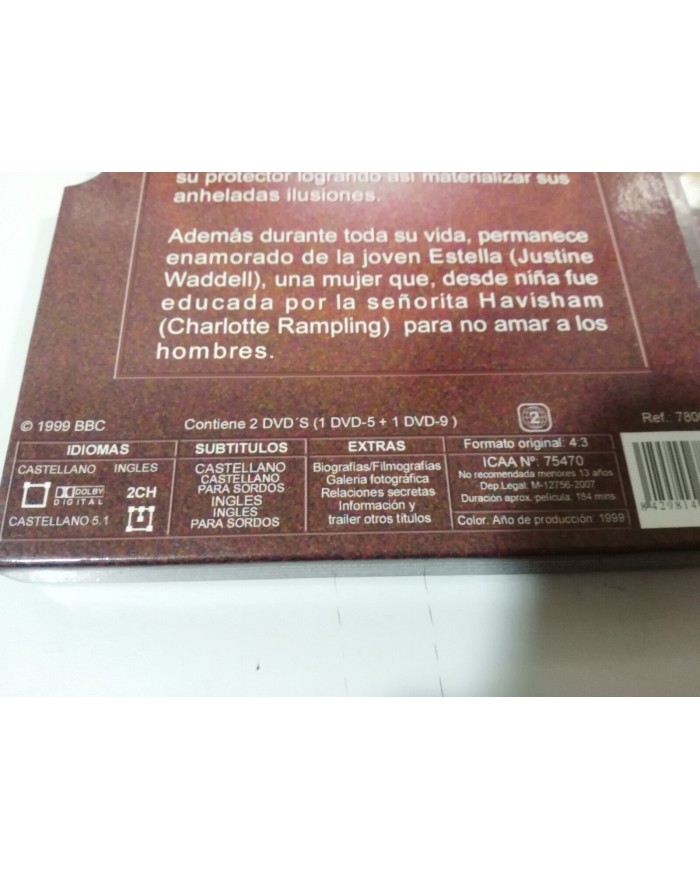 su protector logrando así materializar sus
anheladas ilusiones.
Además durante toda su vida, permanece
enamorado de la joven Estella (Justine
Waddell), una mujer que, desde niña fue
educada por la señorita Havisham
(Charlotte Rampling) para no amar a los
hombres.
© 1999 BBC
Contiene 2 DVD´S (1 DVD-5 + 1 DVD-9 )
2
Ref.: 780
IDIOMAS
CASTELLANO INGLES
DOLBY DIGITAL 2CH
CASTELLANO 5.1
SUBTITULOS
CASTELLANO
CASTELLANO
PARA SORDOS
INGLES
INGLES
PARA SORDOS
EXTRAS
Biografías/Filmografías
Galeria fotográfica
Relaciones secretas
Información y
trailer otros títulos
Formato original: 4:3
ICAA Nº: 75470
No recomendada menores 13 años
Dep.Legal: M-12756-2007
Duración aprox. película: 184 mins.
Color. Año de producción: 1999
8 429814